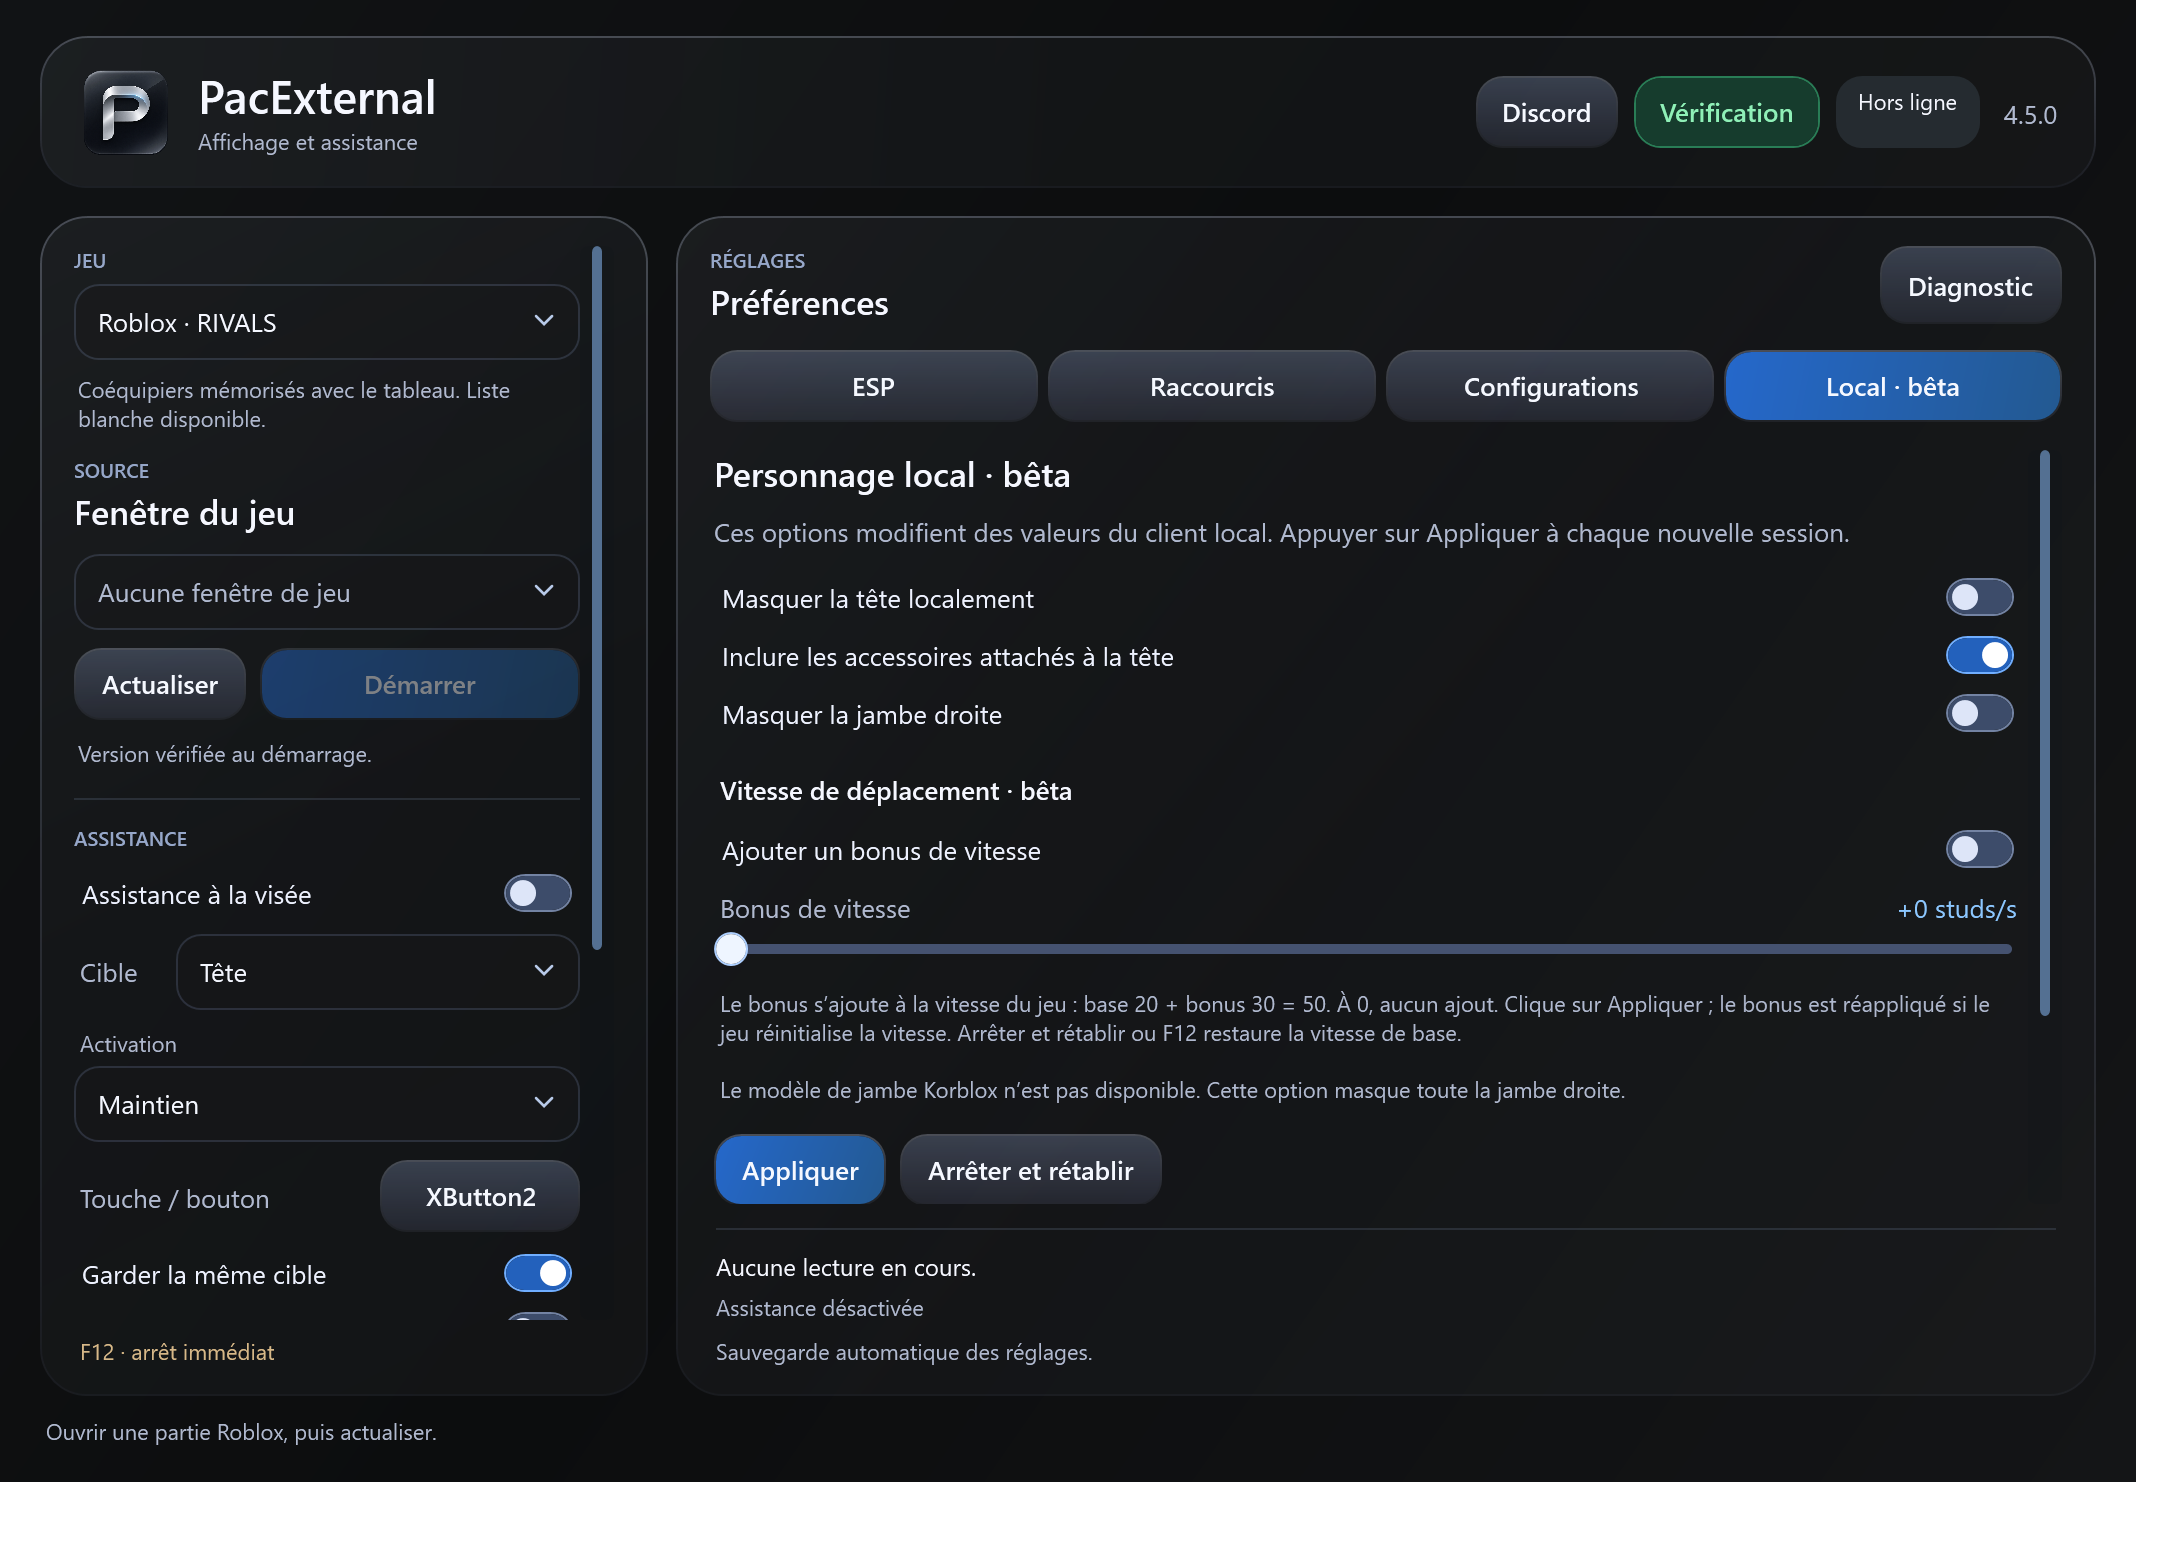 PacExternal
Affichage et assistance
Discord
Vérification
Hors ligne
4.5.0
JEU
Roblox · RIVALS
Coéquipiers mémorisés avec le tableau. Liste
blanche disponible.
SOURCE
Fenêtre du jeu
Aucune fenêtre de jeu
Actualiser
Démarrer
Version vérifiée au démarrage.
ASSISTANCE
Assistance à la visée
Cible
Tête
Activation
Maintien
Touche / bouton
XButton2
Garder la même cible
F12 · arrêt immédiat
RÉGLAGES
Préférences
Diagnostic
ESP
Raccourcis
Configurations
Local · bêta
Personnage local · bêta
Ces options modifient des valeurs du client local. Appuyer sur Appliquer à chaque nouvelle session.
Masquer la tête localement
Inclure les accessoires attachés à la tête
Masquer la jambe droite
Vitesse de déplacement · bêta
Ajouter un bonus de vitesse
Bonus de vitesse
+0 studs/s
Le bonus s’ajoute à la vitesse du jeu : base 20 + bonus 30 = 50. À 0, aucun ajout. Clique sur Appliquer ; le bonus est réappliqué si le
jeu réinitialise la vitesse. Arrêter et rétablir ou F12 restaure la vitesse de base.
Le modèle de jambe Korblox n’est pas disponible. Cette option masque toute la jambe droite.
Appliquer
Arrêter et rétablir
Aucune lecture en cours.
Assistance désactivée
Sauvegarde automatique des réglages.
Ouvrir une partie Roblox, puis actualiser.